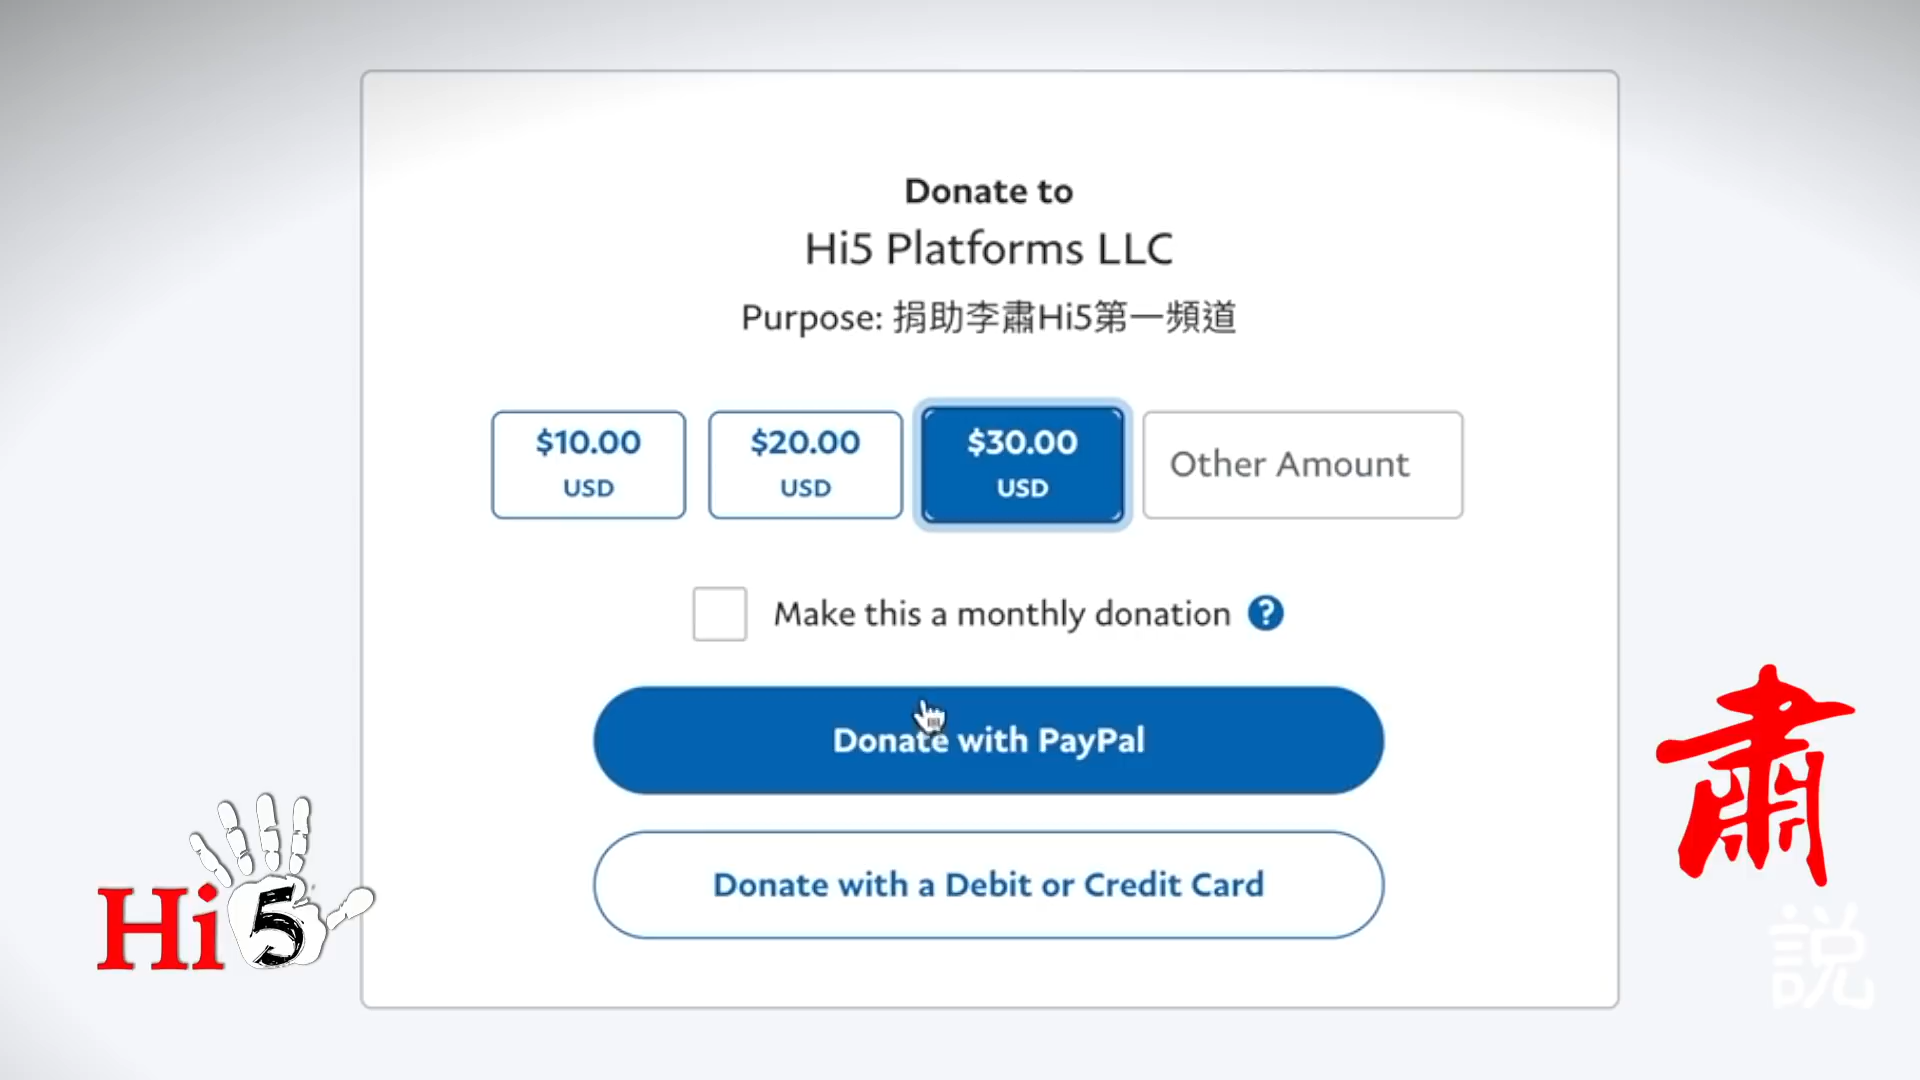 Donate to
Hi5 Platforms LLC
Purpose: 捐助李肅Hi5第一頻道
$10.00
USD
$20.00
USD
$30.00
USD
Other Amount
Make this a monthly donation ?
Donate with PayPal
Donate with a Debit or Credit Card
Hi5
肅
説